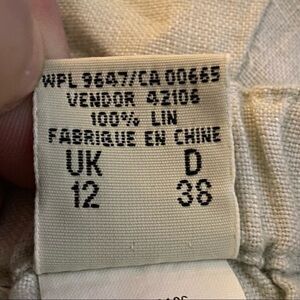 WPL 9647/CA 00665
VENDOR 42106
100% LIN
FABRIQUE EN CHINE
UK D
12 38